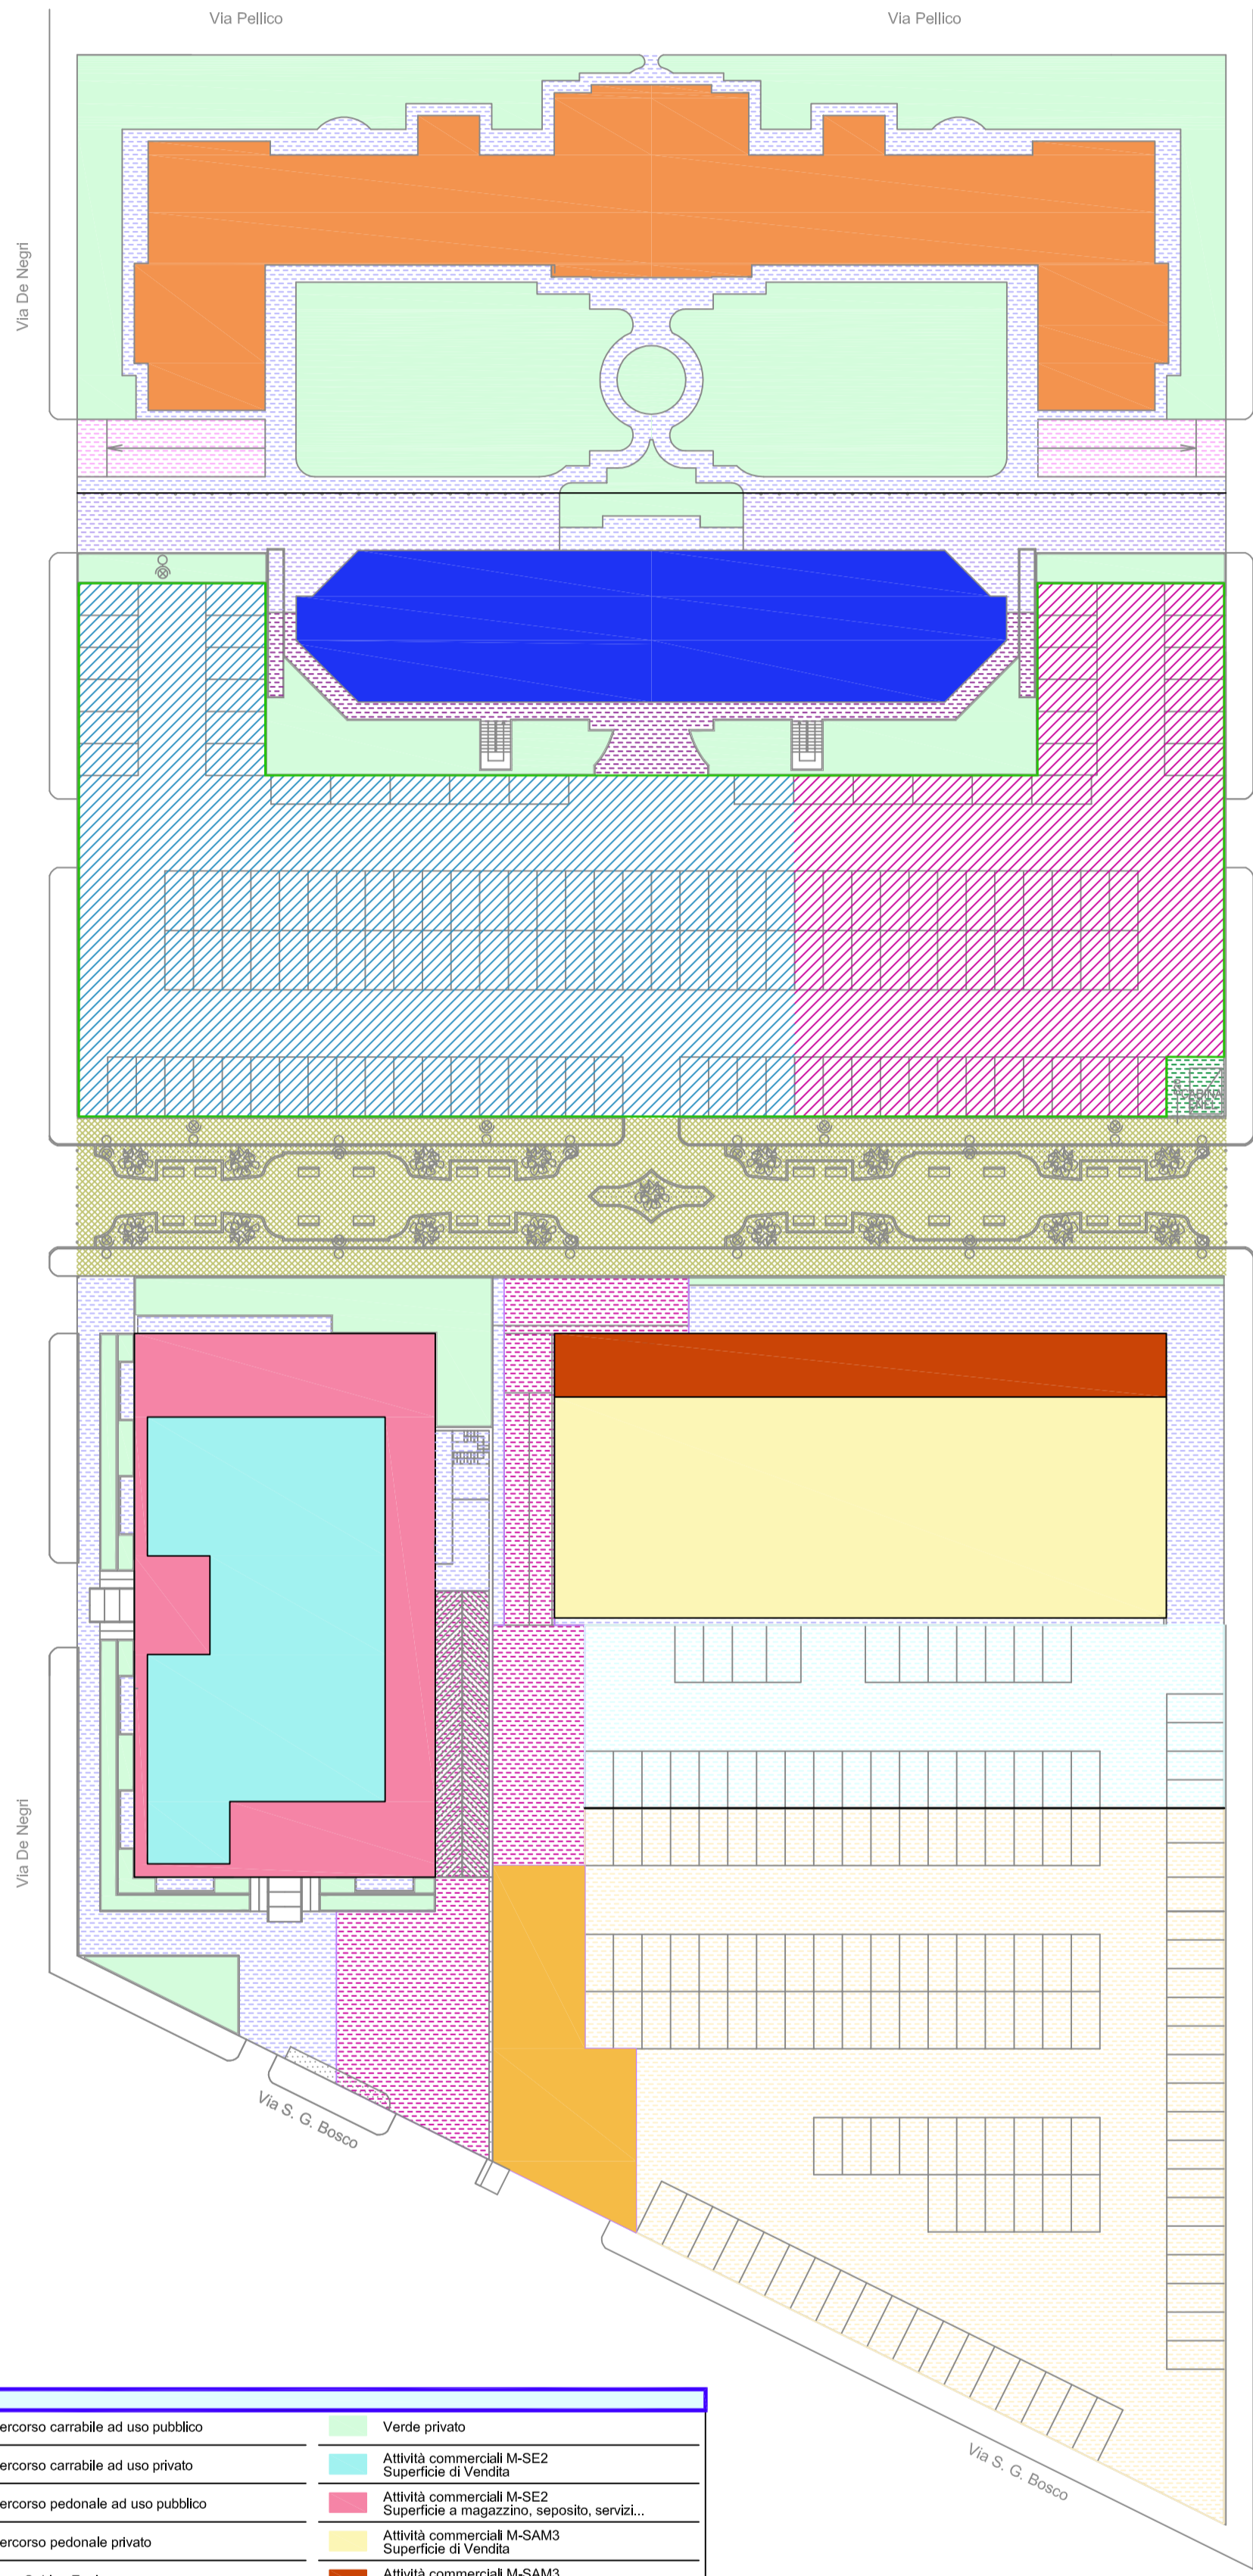 Via Pellico
Via Pellico
Via De Negri
CABINA
ENEL
Via De Negri
Via S. G. Bosco
Via S. G. Bosco
ercorso carrabile ad uso pubblico
Verde privato
ercorso carrabile ad uso privato
Attività commerciali M-SE2
Superficie di Vendita
ercorso pedonale ad uso pubblico
Attività commerciali M-SE2
Superficie a magazzino, seposito, servizi...
ercorso pedonale privato
Attività commerciali M-SAM3
Superficie di Vendita
Attività commerciali M-SAM3